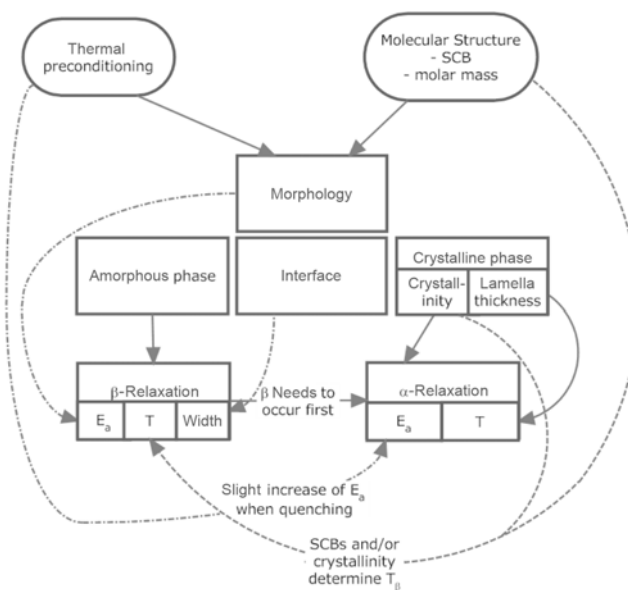 Thermal
preconditioning
Molecular Structure
- SCB
- molar mass
Morphology
Amorphous phase
Interface
Crystalline phase
Crystall-
inity
Lamella
thickness
β-Relaxation
Ea
T
Width
β Needs to
occur first
α-Relaxation
Ea
T
Slight increase of Ea
when quenching
SCBs and/or
crystallinity
determine Tβ